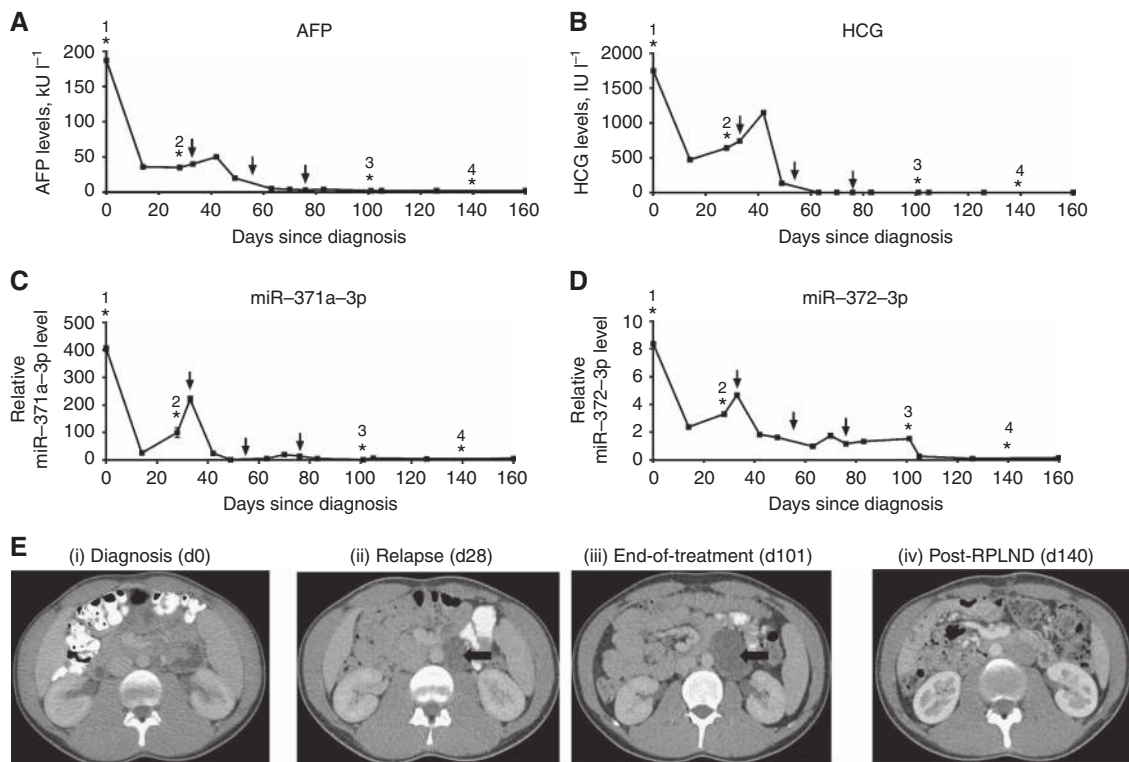 A
AFP
1
*
AFP levels, kU l⁻¹
200
150
100
50
0
2
*
3
*
4
*
0 20 40 60 80 100 120 140 160
Days since diagnosis
B
HCG
1
*
HCG levels, IU l⁻¹
2000
1500
1000
500
0
2
*
3
*
4
*
0 20 40 60 80 100 120 140 160
Days since diagnosis
C
miR–371a–3p
1
*
Relative
miR–371a–3p level
500
400
300
200
100
0
2
*
3
*
4
*
0 20 40 60 80 100 120 140 160
Days since diagnosis
D
miR–372–3p
1
*
Relative
miR–372–3p level
10
8
6
4
2
0
2
*
3
*
4
*
0 20 40 60 80 100 120 140 160
Days since diagnosis
E
(i) Diagnosis (d0)
(ii) Relapse (d28)
(iii) End-of-treatment (d101)
(iv) Post-RPLND (d140)